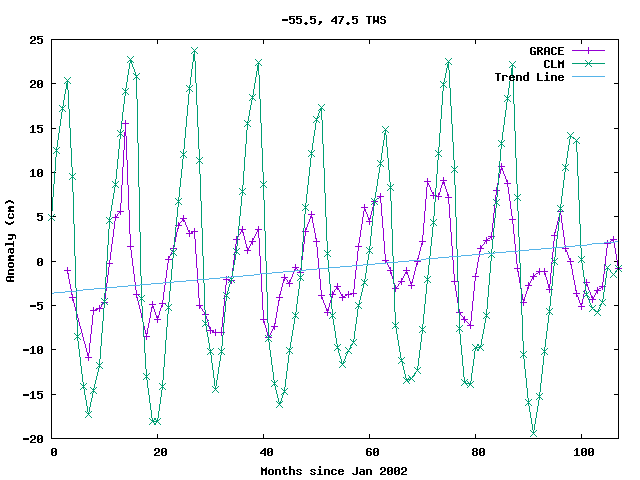 -55.5, 47.5 TWS
GRACE
CLM
Trend Line
25
20
15
10
5
0
-5
-10
-15
-20
Anomaly (cm)
0 20 40 60 80 100
Months since Jan 2002